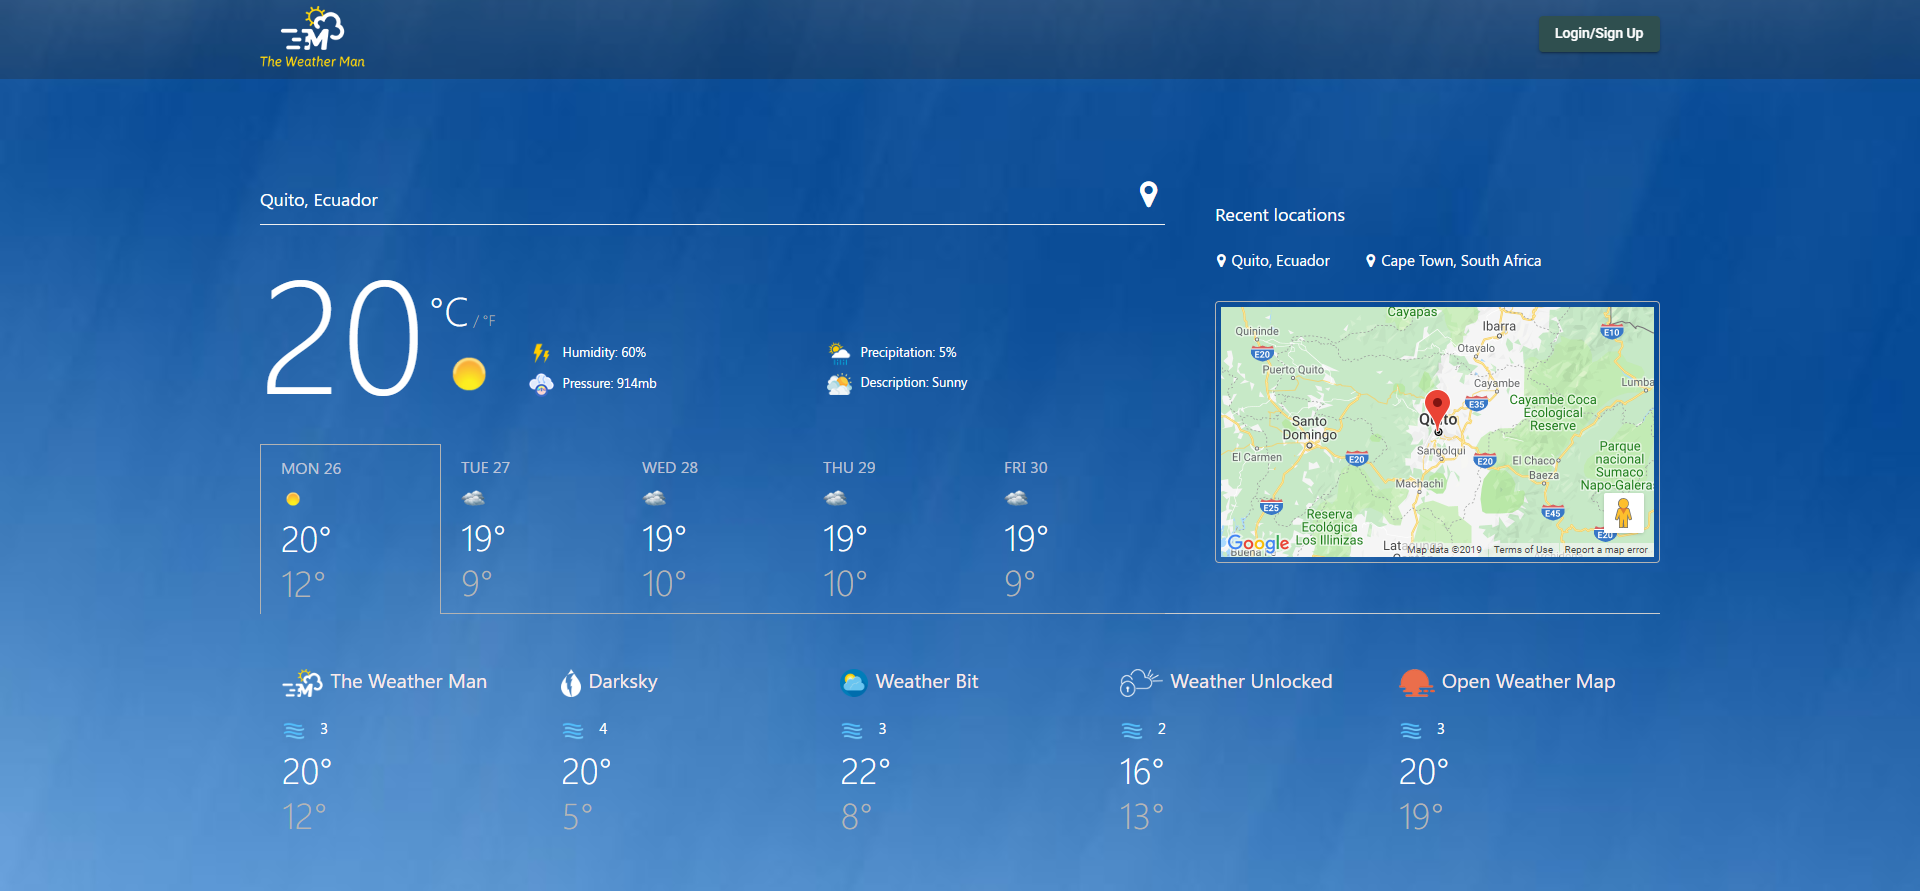 M
The Weather Man
Login/Sign Up
Quito, Ecuador
20 °C / °F
Humidity: 60%
Precipitation: 5%
Pressure: 914mb
Description: Sunny
MON 26
20°
12°
TUE 27
19°
9°
WED 28
19°
10°
THU 29
19°
10°
FRI 30
19°
9°
Recent locations
Quito, Ecuador
Cape Town, South Africa
Cayapas
Quininde
Ibarra
E10
E20
Otavalo
Puerto Quito
Cayambe
Lumba
E35
Cayambe Coca
Ecological
Reserve
Quito
Santo
Domingo
Sangolqui
Parque
nacional
Sumaco
Napo-Galeras
El Carmen
E20
E20
El Chaco
Baeza
Machachi
E25
E45
Reserva
Ecológica
Los Illinizas
E20
Google
Buena
Map data ©2019
Terms of Use
Report a map error
M
The Weather Man
3
20°
12°
Darksky
4
20°
5°
Weather Bit
3
22°
8°
Weather Unlocked
2
16°
13°
Open Weather Map
3
20°
19°